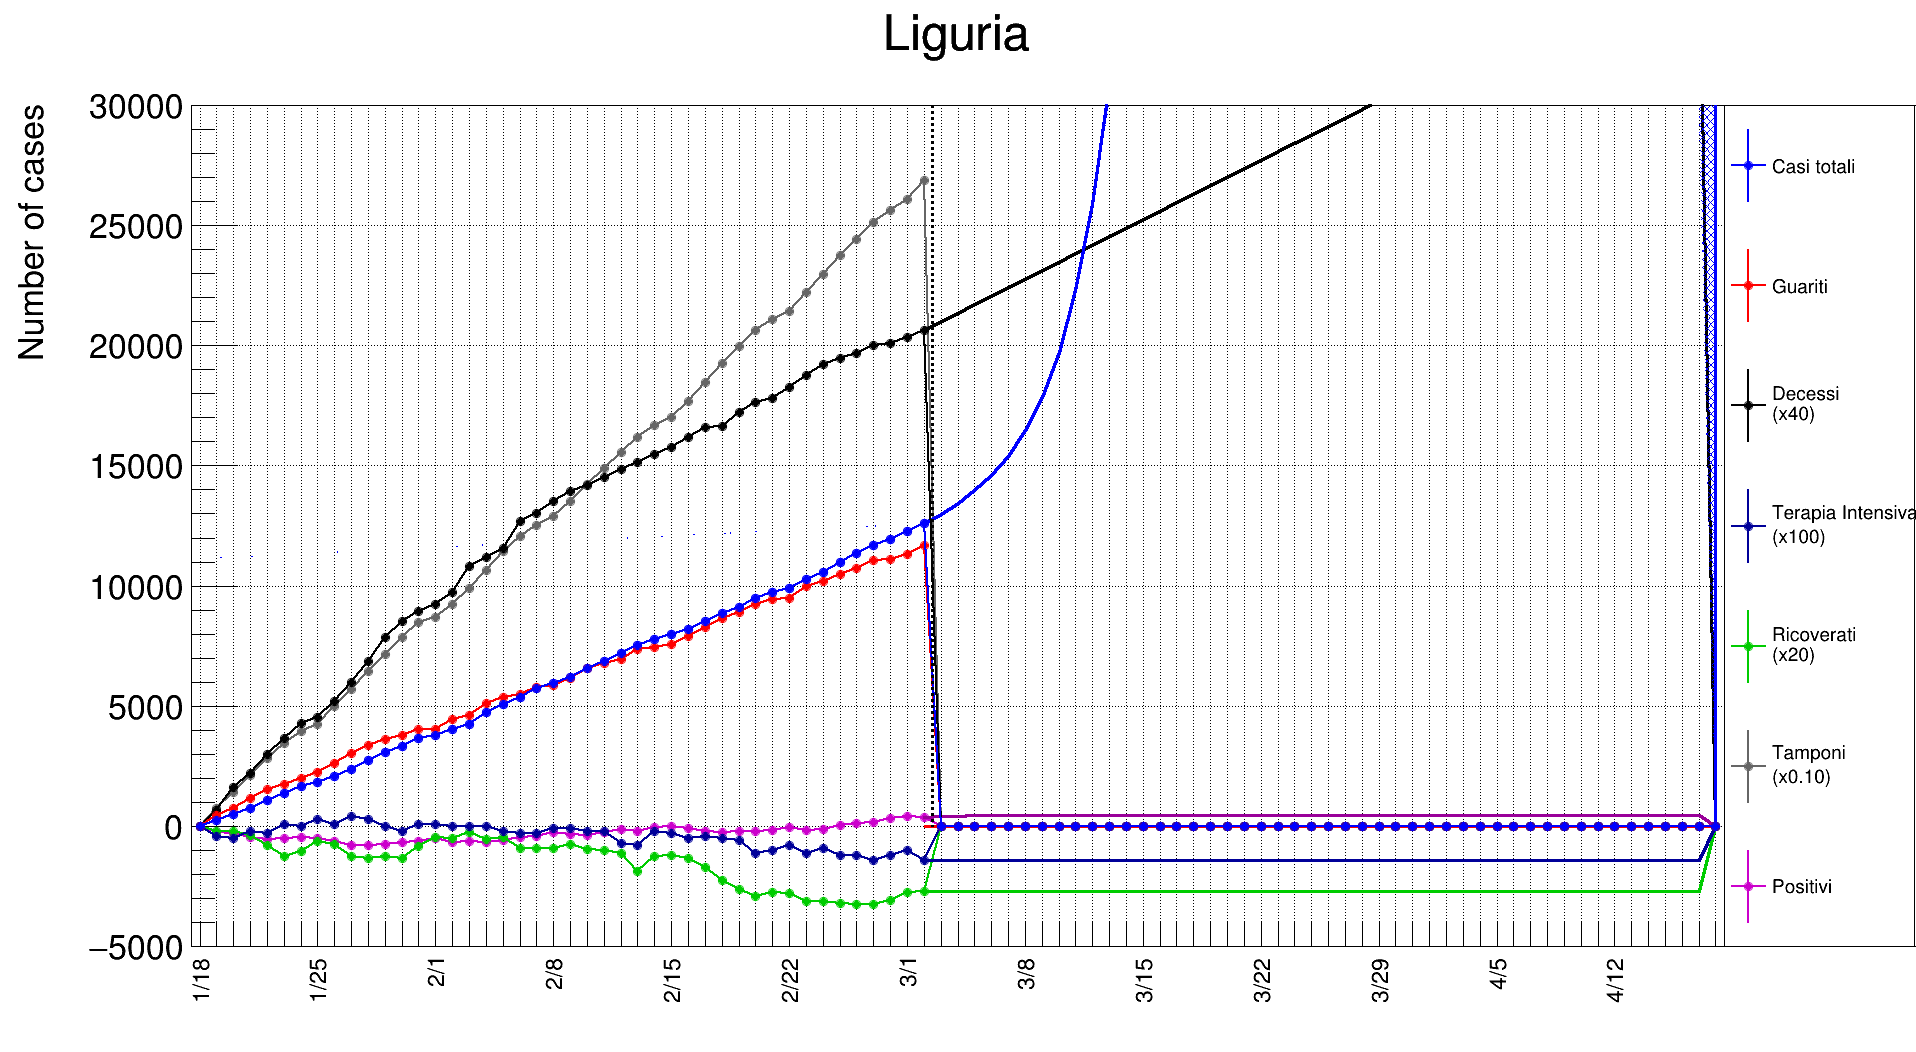 Liguria
Number of cases
30000
25000
20000
15000
10000
5000
0
−5000
1/18
1/25
2/1
2/8
2/15
2/22
3/1
3/8
3/15
3/22
3/29
4/5
4/12
Casi totali
Guariti
Decessi
(x40)
Terapia Intensiva
(x100)
Ricoverati
(x20)
Tamponi
(x0.10)
Positivi